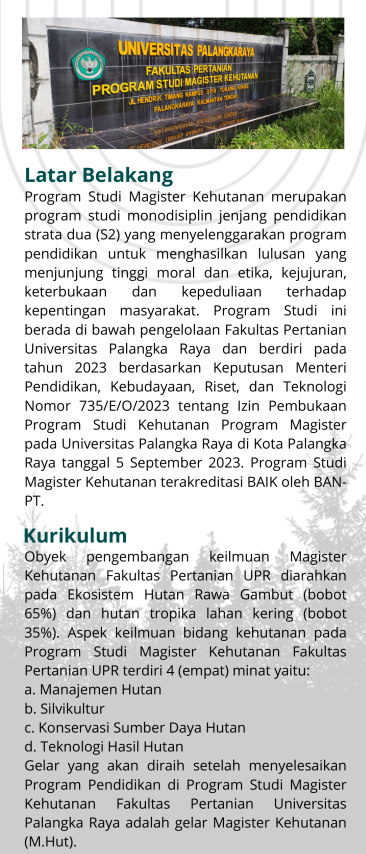 UNIVERSITAS PALANGKARAYA
FAKULTAS PERTANIAN
PROGRAM STUDI MAGISTER KEHUTANAN
JL HENDRIK TIMANG KAMPUS UPR TUNJUNG NYAHO
PALANGKARAYA KALIMANTAN TENGAH
Latar Belakang
Program Studi Magister Kehutanan merupakan
program studi monodisiplin jenjang pendidikan
strata dua (S2) yang menyelenggarakan program
pendidikan untuk menghasilkan lulusan yang
menjunjung tinggi moral dan etika, kejujuran,
keterbukaan dan kepeduliaan terhadap
kepentingan masyarakat. Program Studi ini
berada di bawah pengelolaan Fakultas Pertanian
Universitas Palangka Raya dan berdiri pada
tahun 2023 berdasarkan Keputusan Menteri
Pendidikan, Kebudayaan, Riset, dan Teknologi
Nomor 735/E/O/2023 tentang Izin Pembukaan
Program Studi Kehutanan Program Magister
pada Universitas Palangka Raya di Kota Palangka
Raya tanggal 5 September 2023. Program Studi
Magister Kehutanan terakreditasi BAIK oleh BAN-
PT.
Kurikulum
Obyek pengembangan keilmuan Magister
Kehutanan Fakultas Pertanian UPR diarahkan
pada Ekosistem Hutan Rawa Gambut (bobot
65%) dan hutan tropika lahan kering (bobot
35%). Aspek keilmuan bidang kehutanan pada
Program Studi Magister Kehutanan Fakultas
Pertanian UPR terdiri 4 (empat) minat yaitu:
a. Manajemen Hutan
b. Silvikultur
c. Konservasi Sumber Daya Hutan
d. Teknologi Hasil Hutan
Gelar yang akan diraih setelah menyelesaikan
Program Pendidikan di Program Studi Magister
Kehutanan Fakultas Pertanian Universitas
Palangka Raya adalah gelar Magister Kehutanan
(M.Hut).